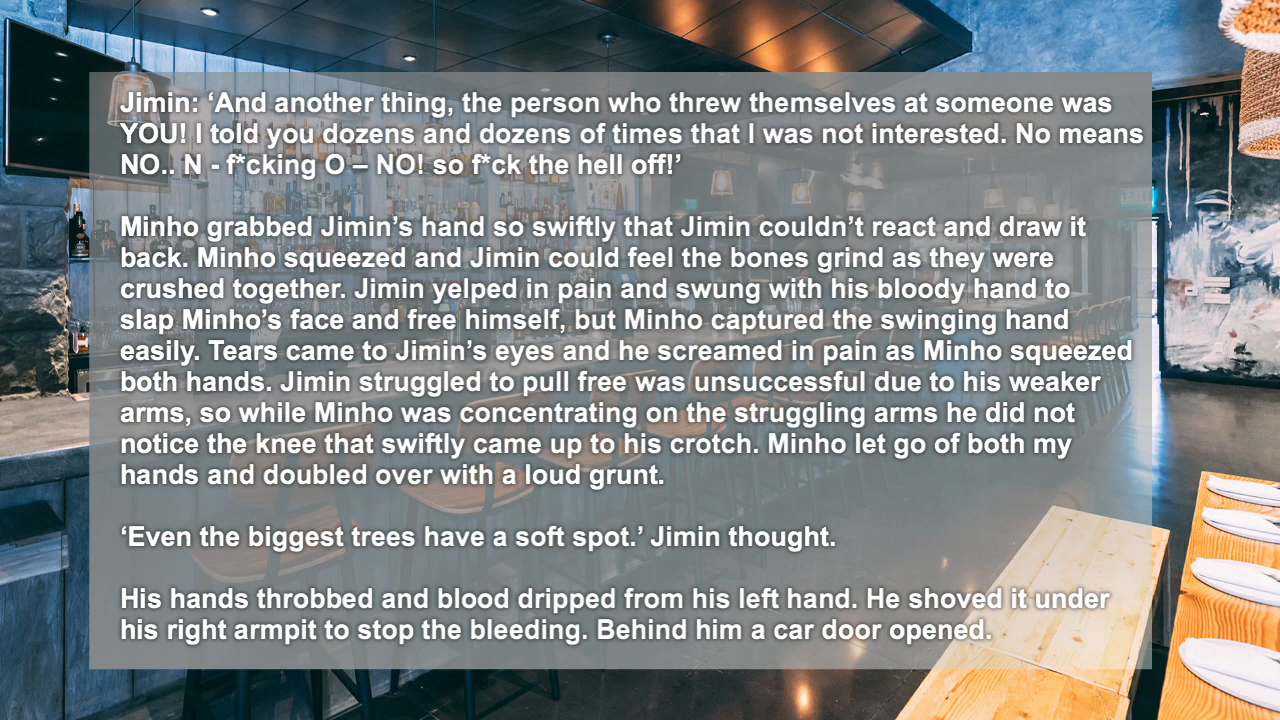 Jimin: ‘And another thing, the person who threw themselves at someone was
YOU! I told you dozens and dozens of times that I was not interested. No means
NO.. N - f*cking O – NO! so f*ck the hell off!’
Minho grabbed Jimin’s hand so swiftly that Jimin couldn’t react and draw it
back. Minho squeezed and Jimin could feel the bones grind as they were
crushed together. Jimin yelped in pain and swung with his bloody hand to
slap Minho’s face and free himself, but Minho captured the swinging hand
easily. Tears came to Jimin’s eyes and he screamed in pain as Minho squeezed
both hands. Jimin struggled to pull free was unsuccessful due to his weaker
arms, so while Minho was concentrating on the struggling arms he did not
notice the knee that swiftly came up to his crotch. Minho let go of both my
hands and doubled over with a loud grunt.
‘Even the biggest trees have a soft spot.’ Jimin thought.
His hands throbbed and blood dripped from his left hand. He shoved it under
his right armpit to stop the bleeding. Behind him a car door opened.